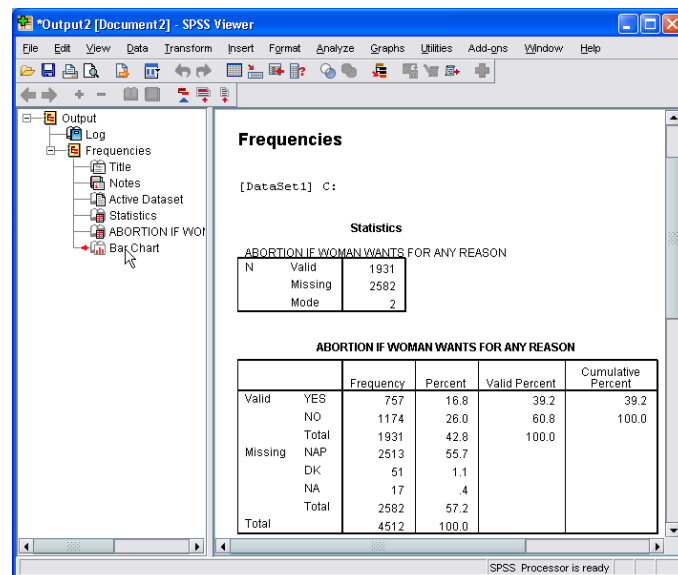 *Output2 [Document2] - SPSS Viewer
File Edit View Data Transform Insert Format Analyze Graphs Utilities Add-ons Window Help
Output
Log
Frequencies
Title
Notes
Active Dataset
Statistics
ABORTION IF WOM
Bar Chart
Frequencies
[DataSet1] C:
Statistics
ABORTION IF WOMAN WANTS FOR ANY REASON
N Valid 1931
Missing 2582
Mode 2
ABORTION IF WOMAN WANTS FOR ANY REASON
Frequency Percent Valid Percent Cumulative Percent
Valid YES 757 16.8 39.2 39.2
NO 1174 26.0 60.8 100.0
Total 1931 42.8 100.0
Missing NAP 2513 55.7
DK 51 1.1
NA 17 .4
Total 2582 57.2
Total 4512 100.0
SPSS Processor is ready